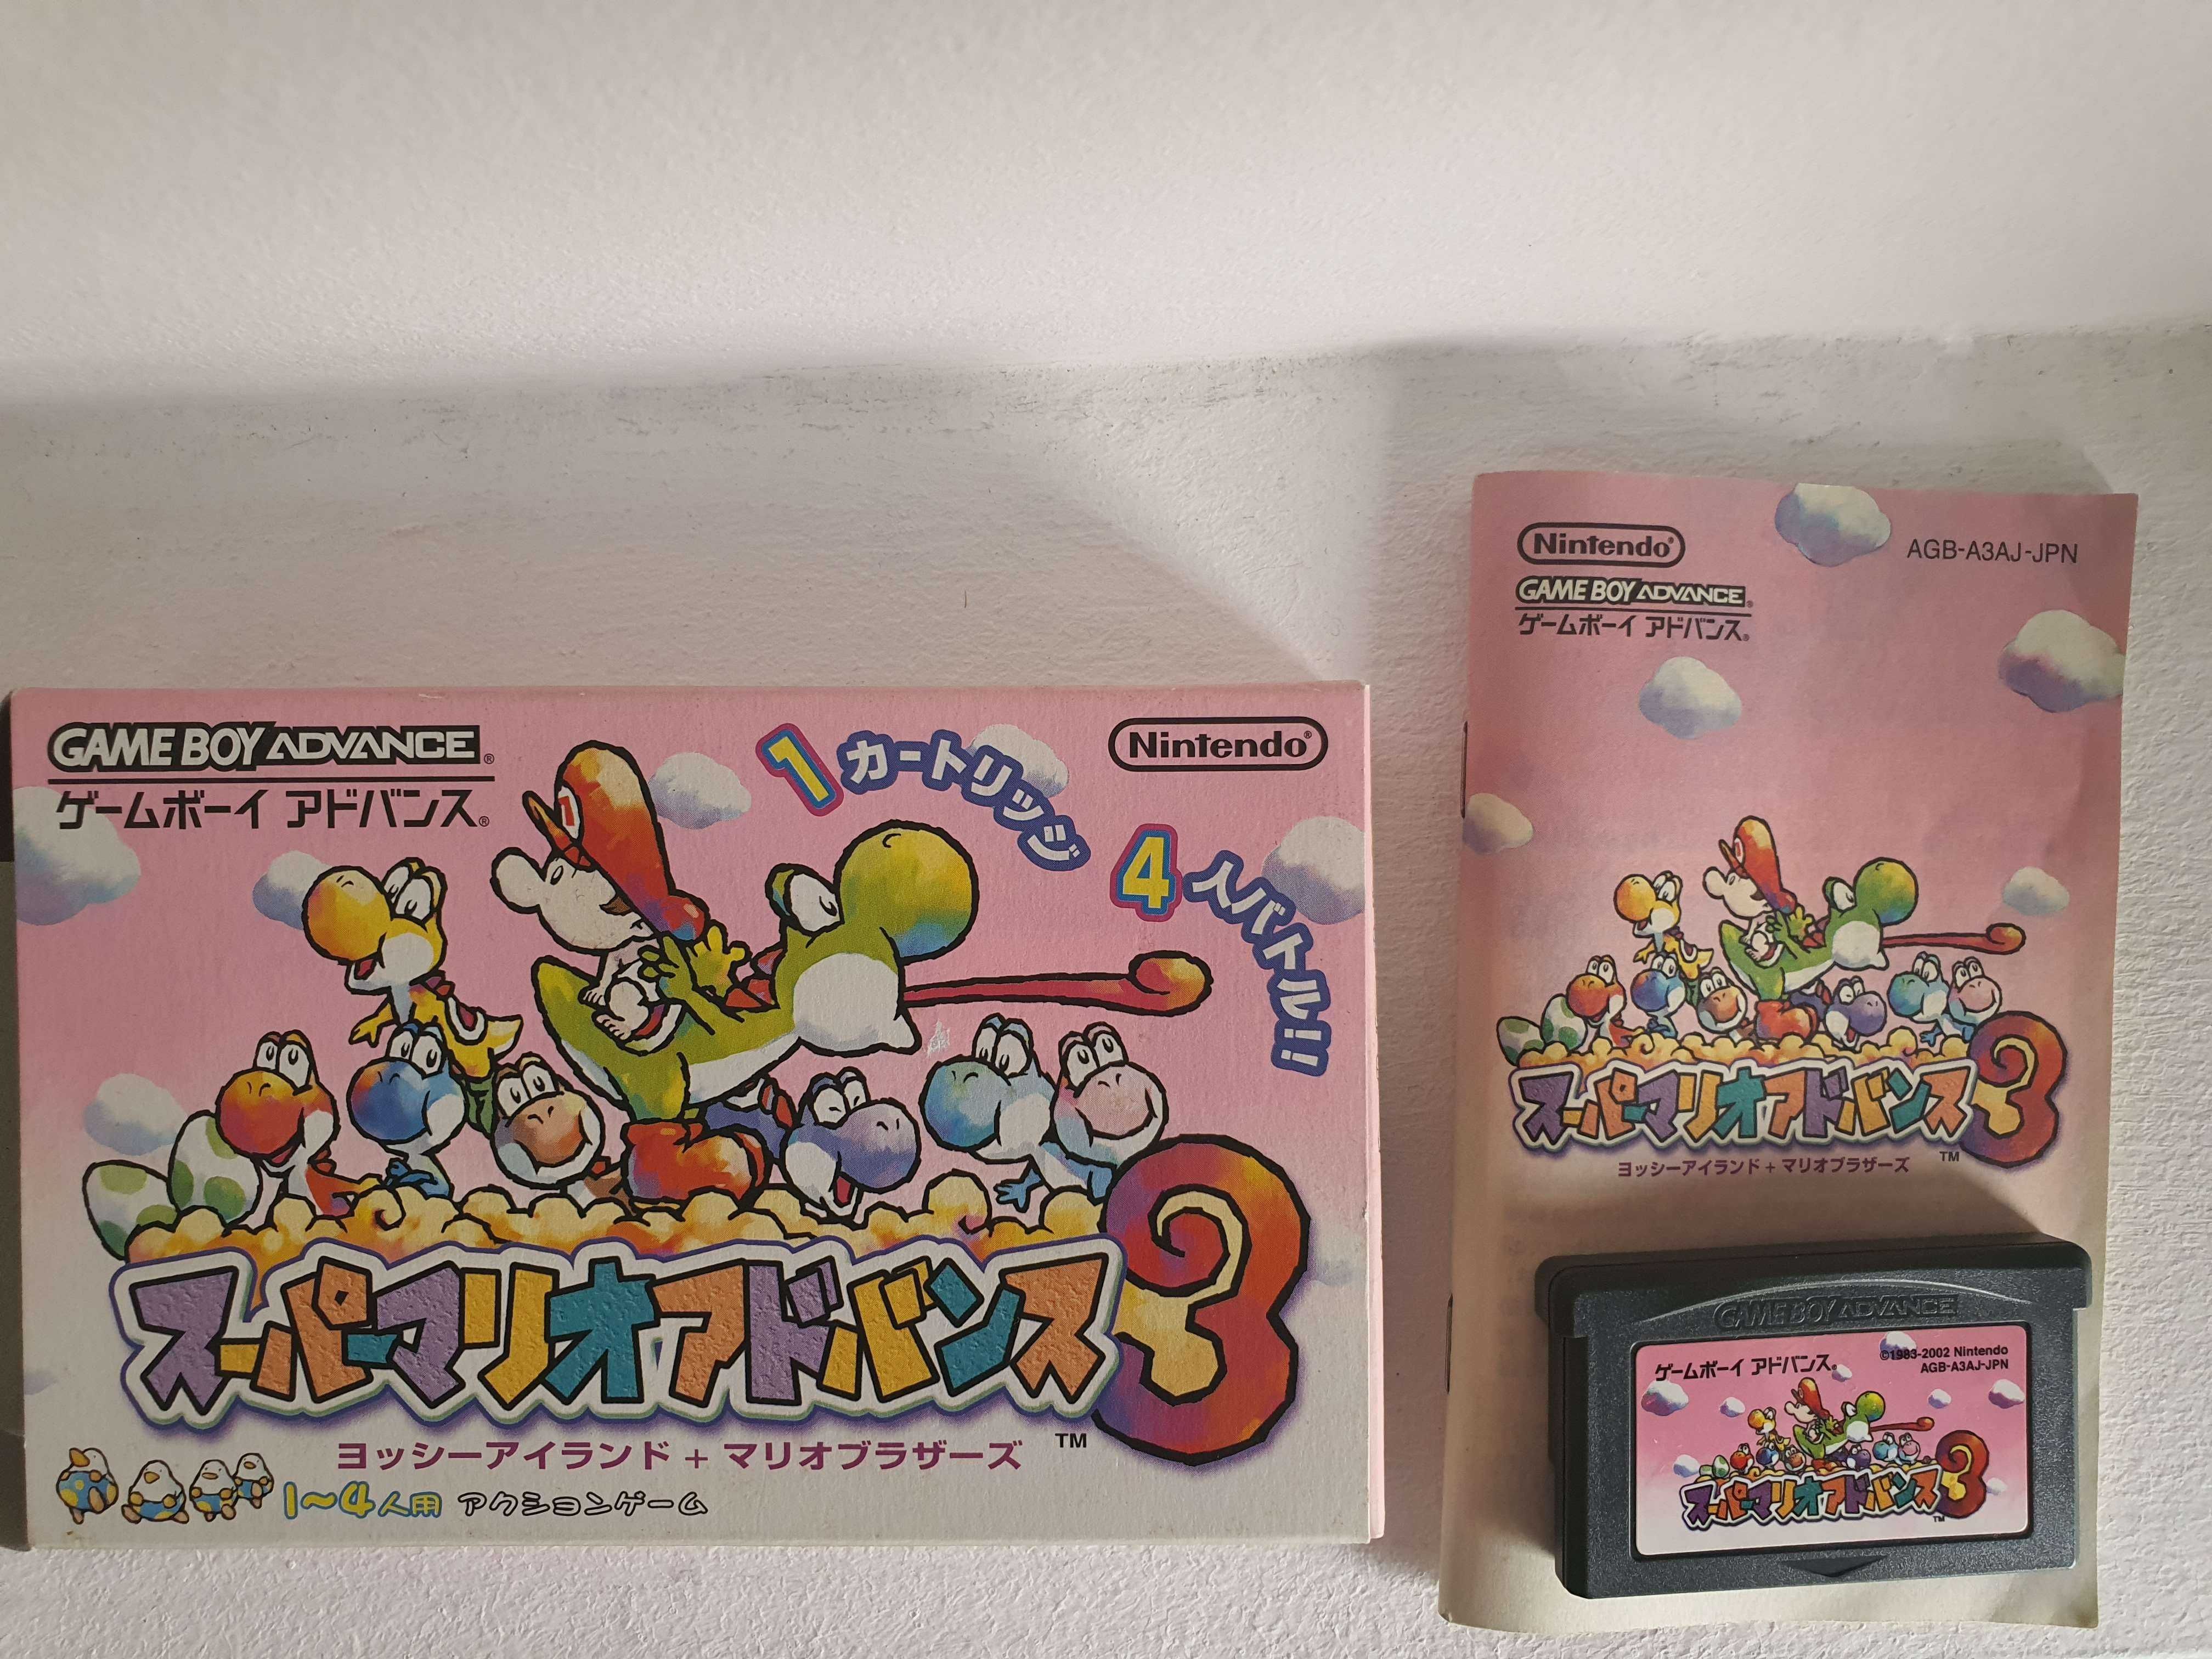 GAME BOY ADVANCE®
ゲームボーイ アドバンス®
1カートリッジ
4人バトル!!
Nintendo®
スーパーマリオアドバンス3
ヨッシーアイランド + マリオブラザーズ
TM
1~4人用 アクションゲーム
Nintendo®
AGB-A3AJ-JPN
GAME BOY ADVANCE®
ゲームボーイ アドバンス®
スーパーマリオアドバンス3
ヨッシーアイランド + マリオブラザーズ
TM
GAME BOY ADVANCE
ゲームボーイ アドバンス®
©1983-2002 Nintendo
AGB-A3AJ-JPN
スーパーマリオアドバンス3
TM